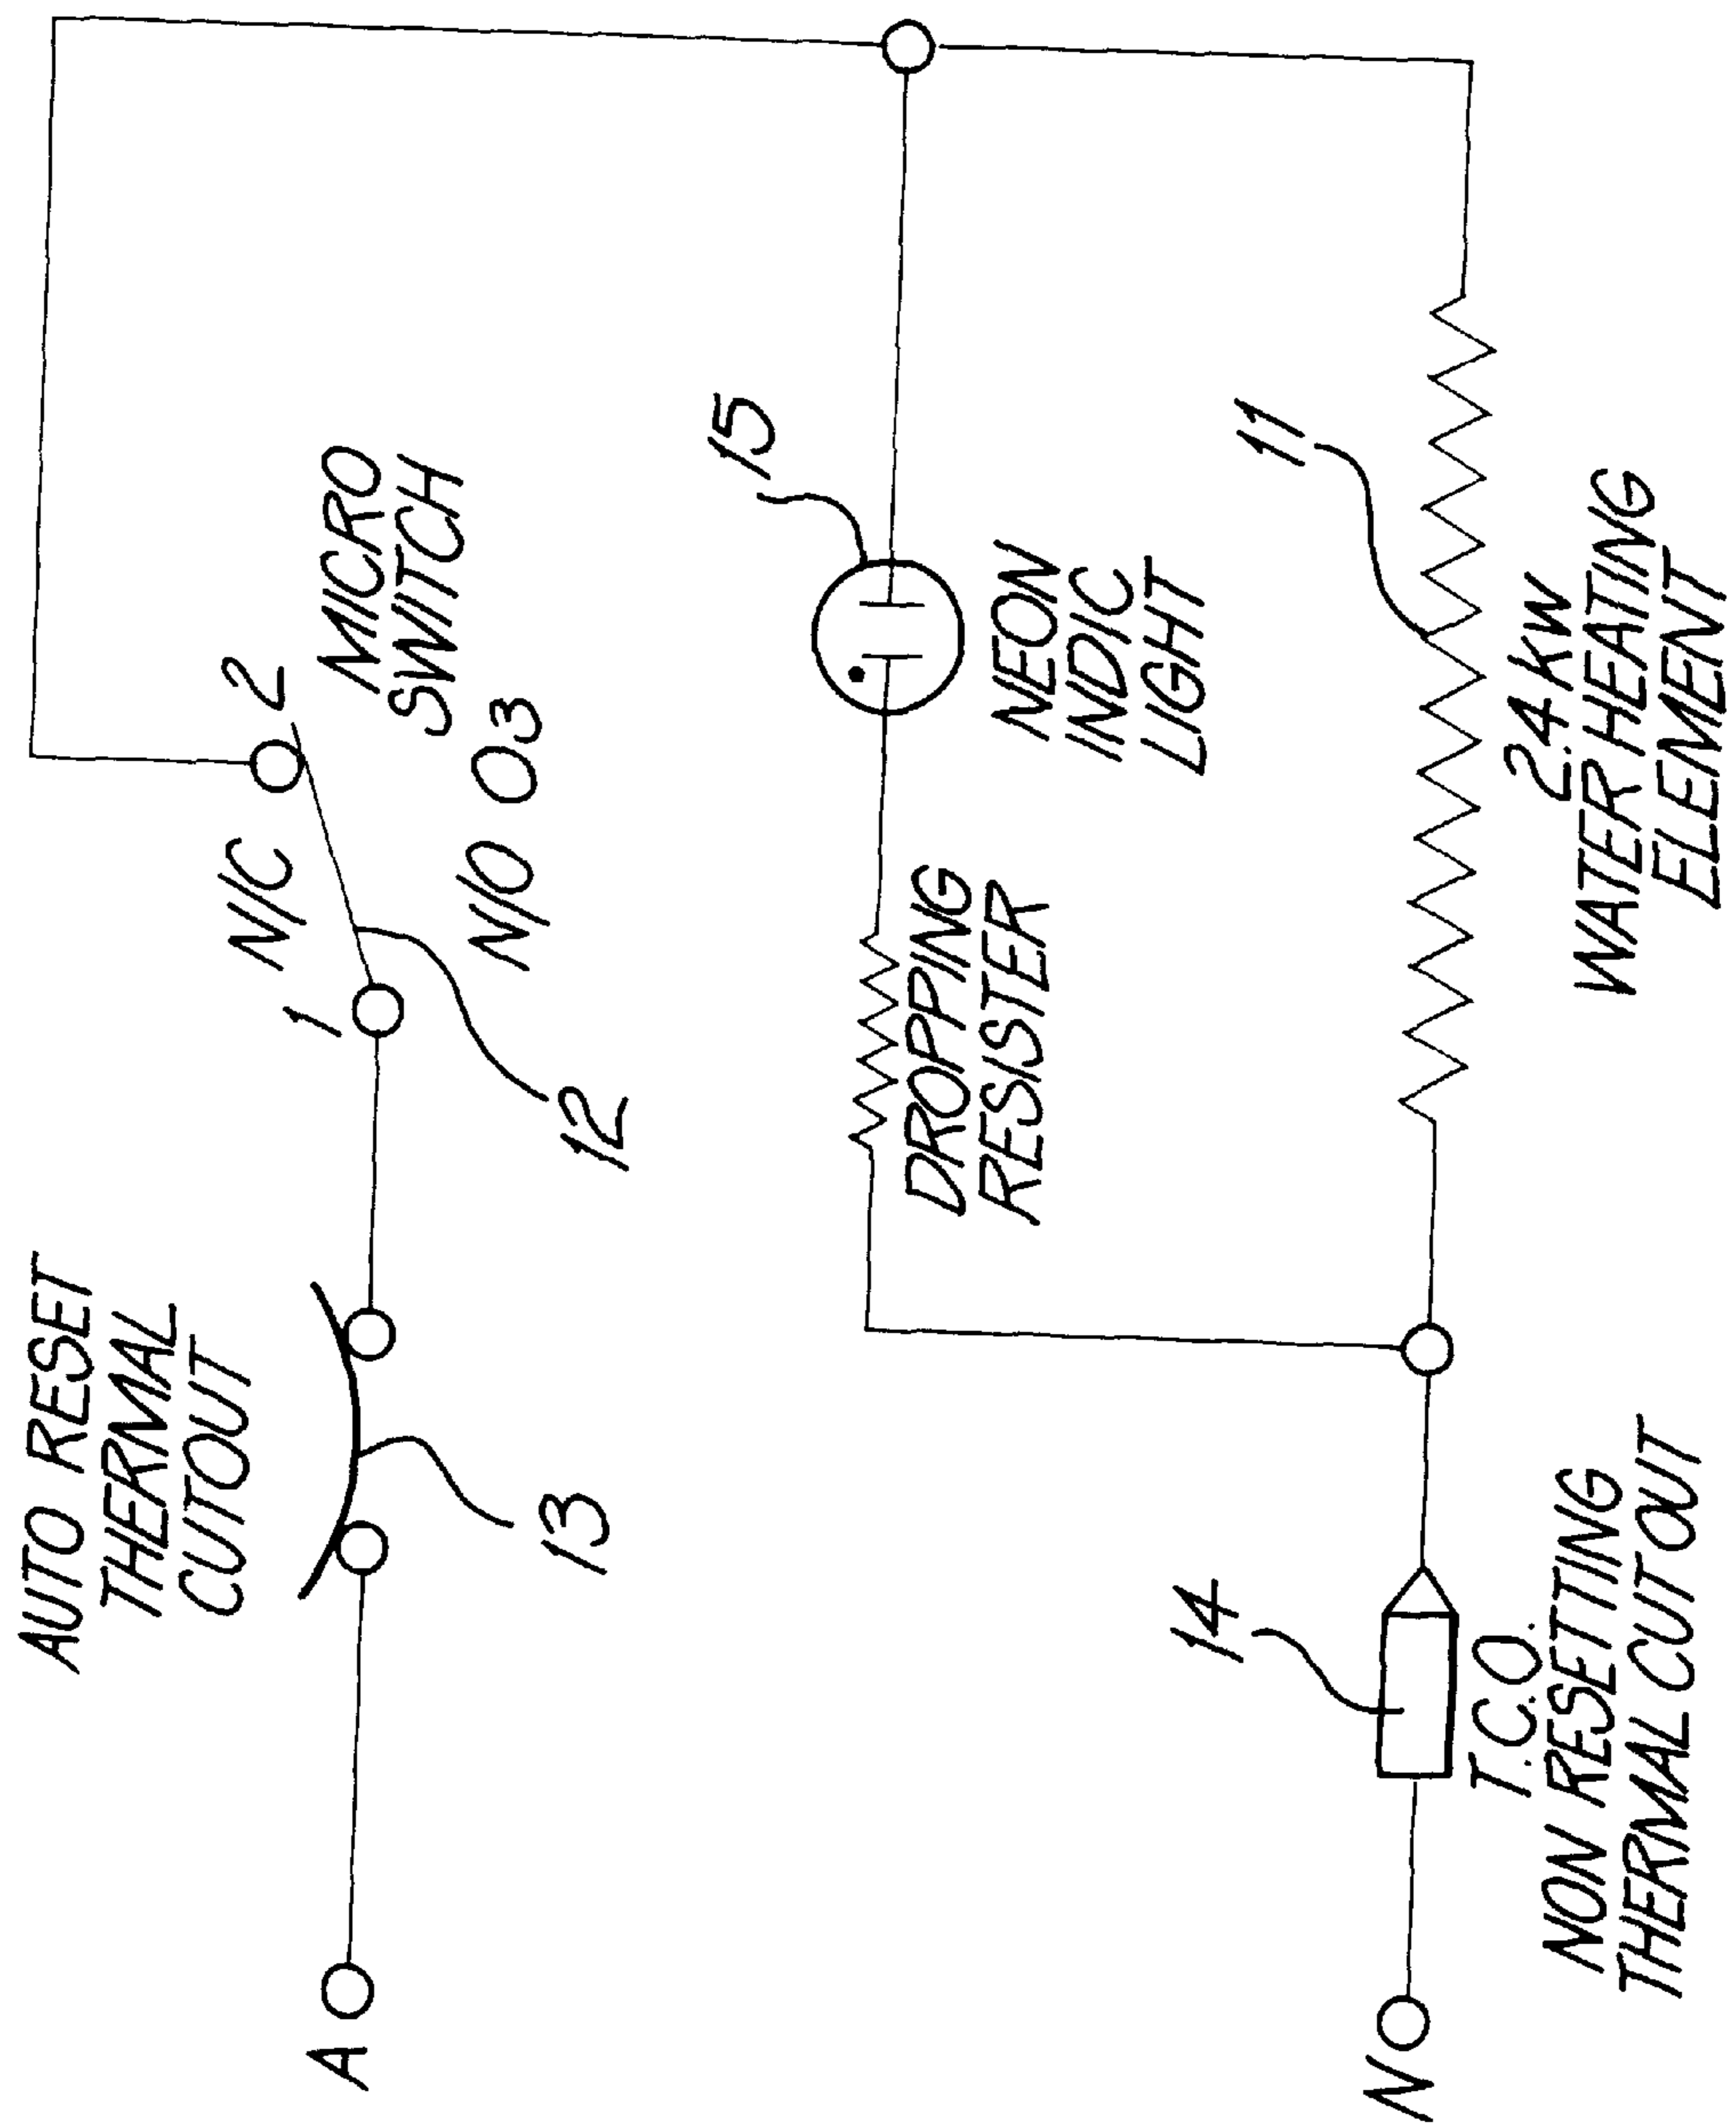 AUTO RESET
THERMAL
CUTOUT
A
13
1
N/C
2
MICRO
SWITCH
N/O O3
12
15
NEON
INDIC
LIGHT
DROPPING
RESISTER
11
2.4 KW
WATER HEATING
ELEMENT
14
N
T.C.O.
NON RESETTING
THERMAL CUT OUT